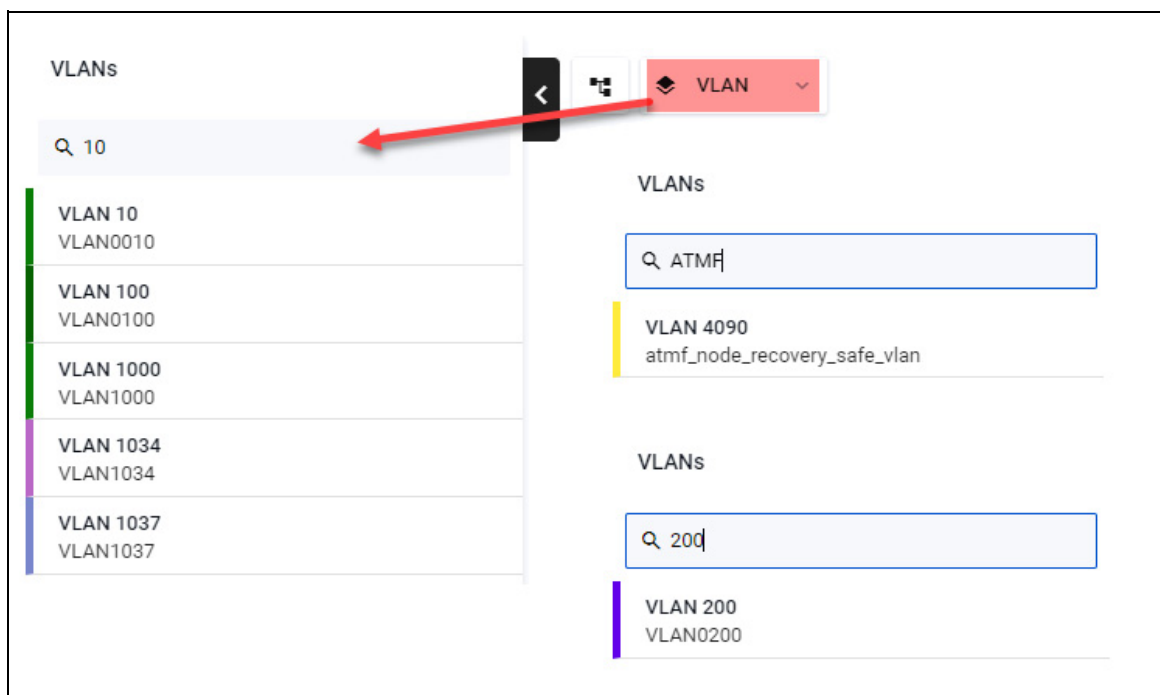 VLANs
10
VLAN 10
VLAN0010
VLAN 100
VLAN0100
VLAN 1000
VLAN1000
VLAN 1034
VLAN1034
VLAN 1037
VLAN1037
VLAN
VLANs
ATMF
VLAN 4090
atmf_node_recovery_safe_vlan
VLANs
200
VLAN 200
VLAN0200